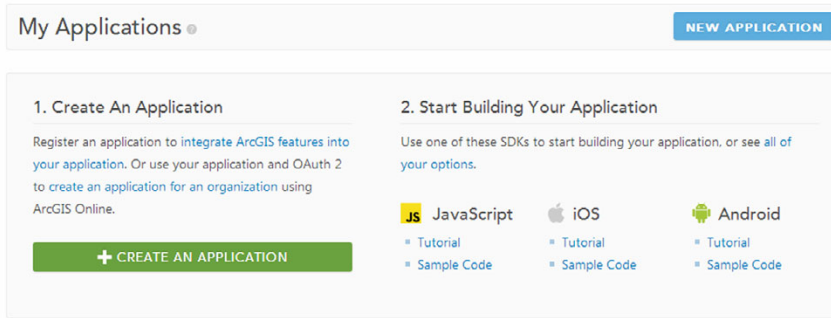 My Applications
NEW APPLICATION
1. Create An Application
Register an application to integrate ArcGIS features into
your application. Or use your application and OAuth 2
to create an application for an organization using
ArcGIS Online.
+ CREATE AN APPLICATION
2. Start Building Your Application
Use one of these SDKs to start building your application, or see all of
your options.
JS JavaScript
Tutorial
Sample Code
iOS
Tutorial
Sample Code
Android
Tutorial
Sample Code